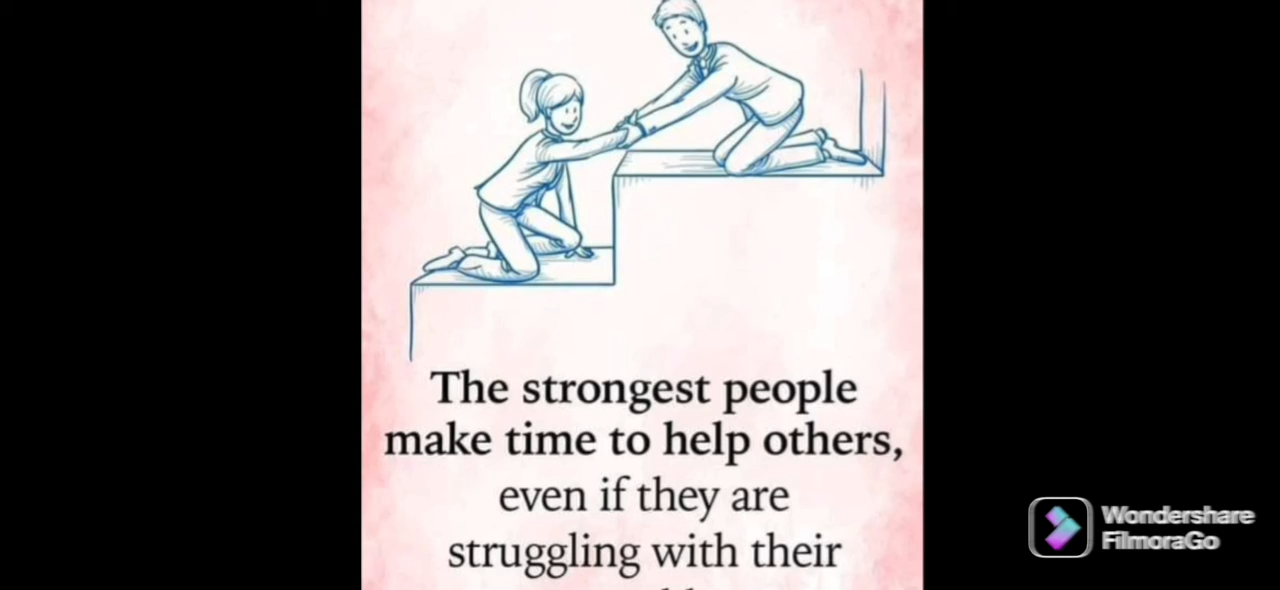 The strongest people
make time to help others,
even if they are
struggling with their
Wondershare
FilmoraGo